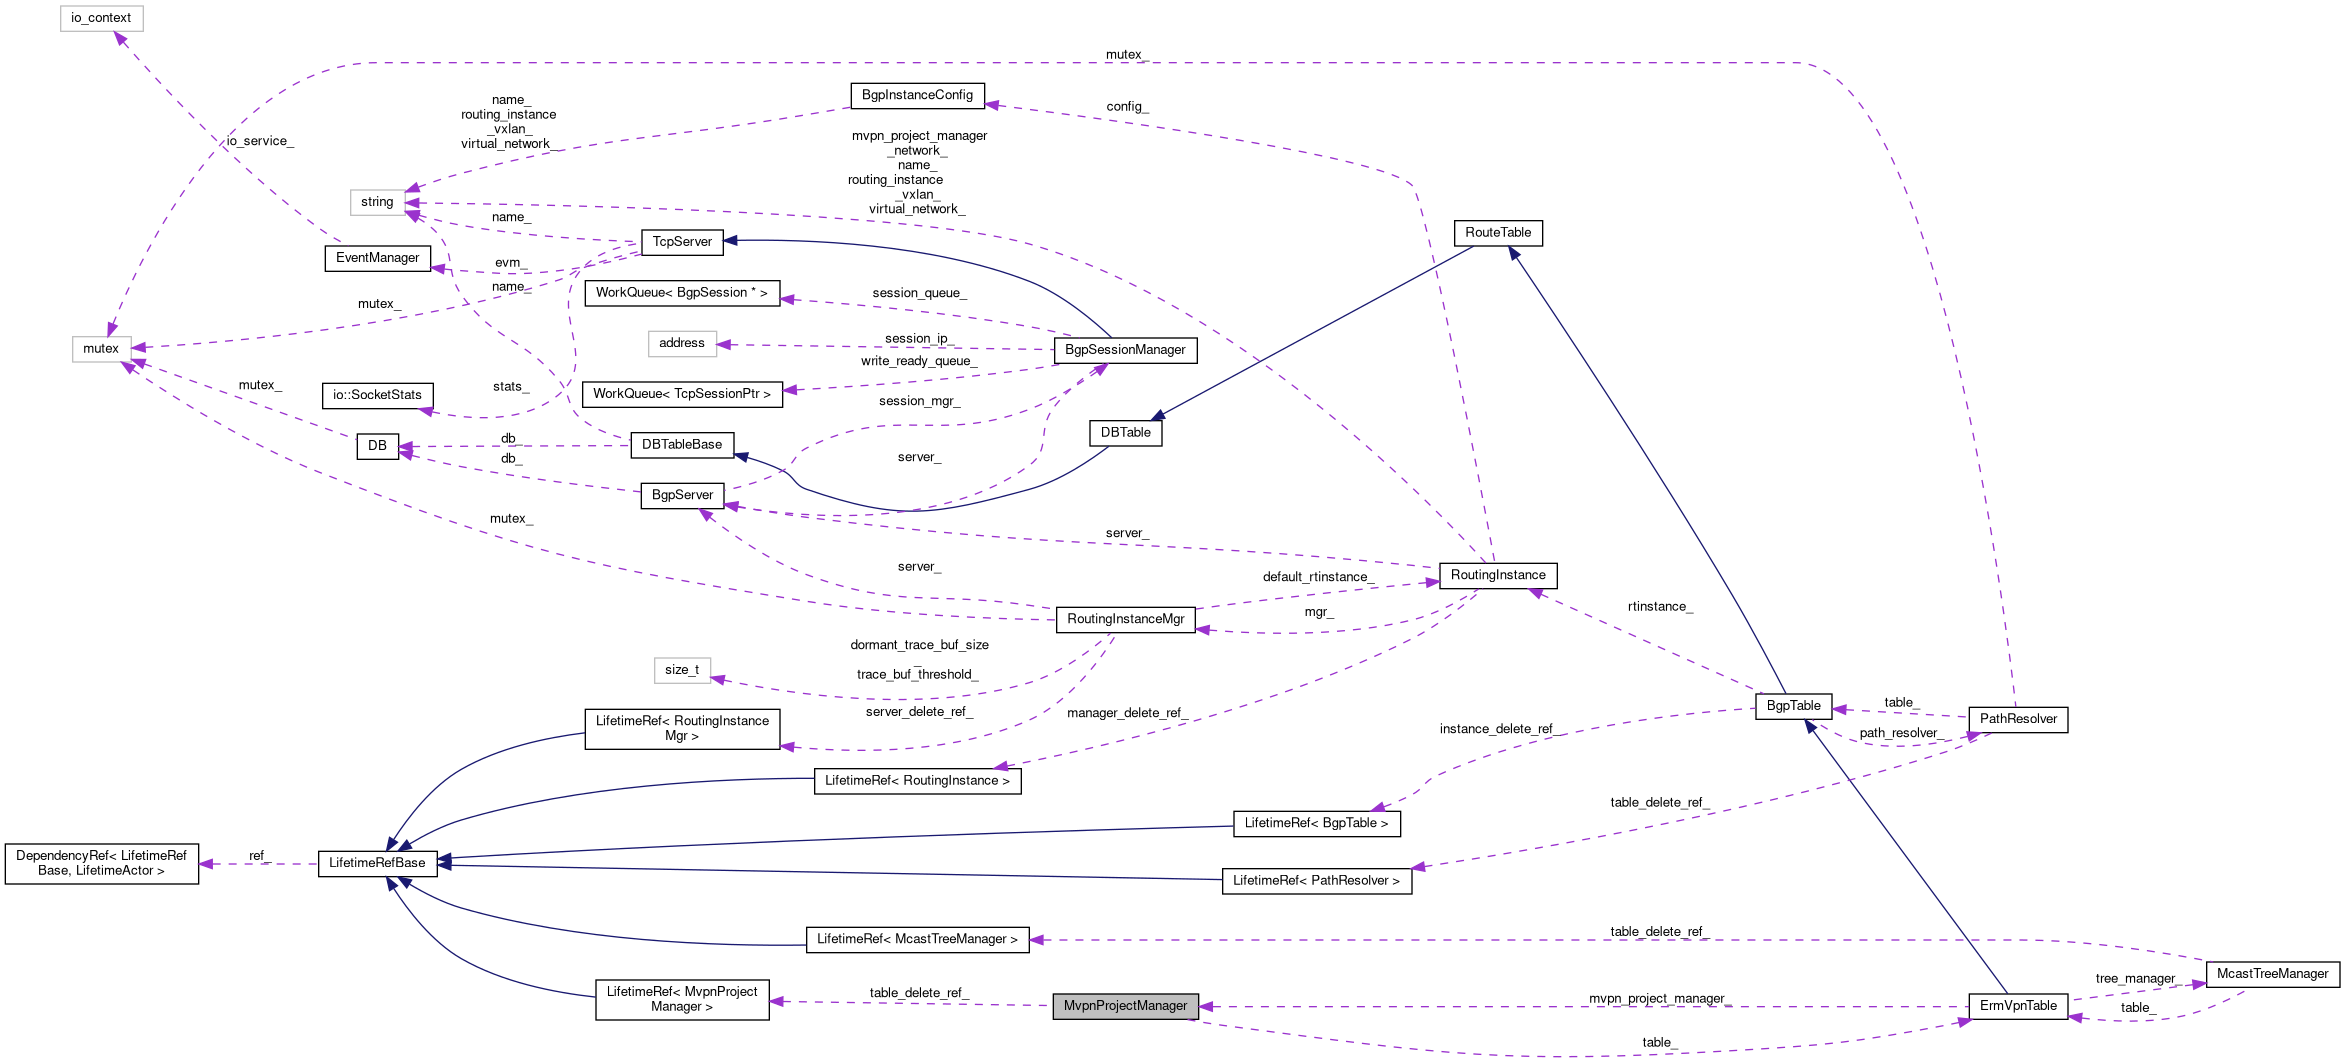 io_context
mutex_
BgpInstanceConfig
config_
name_
routing_instance
_vxlan_
virtual_network_
io_service_
mvpn_project_manager
_network_
name_
routing_instance
_vxlan_
virtual_network_
string
name_
TcpServer
RouteTable
EventManager
evm_
name_
WorkQueue< BgpSession * >
session_queue_
mutex_
mutex
address
session_ip_
BgpSessionManager
write_ready_queue_
mutex_
io::SocketStats
stats_
WorkQueue< TcpSessionPtr >
session_mgr_
DBTable
DB
db_
DBTableBase
db_
server_
BgpServer
mutex_
server_
server_
default_rtinstance_
RoutingInstance
mgr_
rtinstance_
RoutingInstanceMgr
dormant_trace_buf_size
_
trace_buf_threshold_
size_t
server_delete_ref_
manager_delete_ref_
LifetimeRef< RoutingInstance
Mgr >
instance_delete_ref_
BgpTable
table_
path_resolver_
PathResolver
LifetimeRef< RoutingInstance >
table_delete_ref_
LifetimeRef< BgpTable >
DependencyRef< LifetimeRef
Base, LifetimeActor >
ref_
LifetimeRefBase
LifetimeRef< PathResolver >
LifetimeRef< McastTreeManager >
table_delete_ref_
McastTreeManager
tree_manager_
table_
LifetimeRef< MvpnProject
Manager >
table_delete_ref_
MvpnProjectManager
mvpn_project_manager_
ErmVpnTable
table_